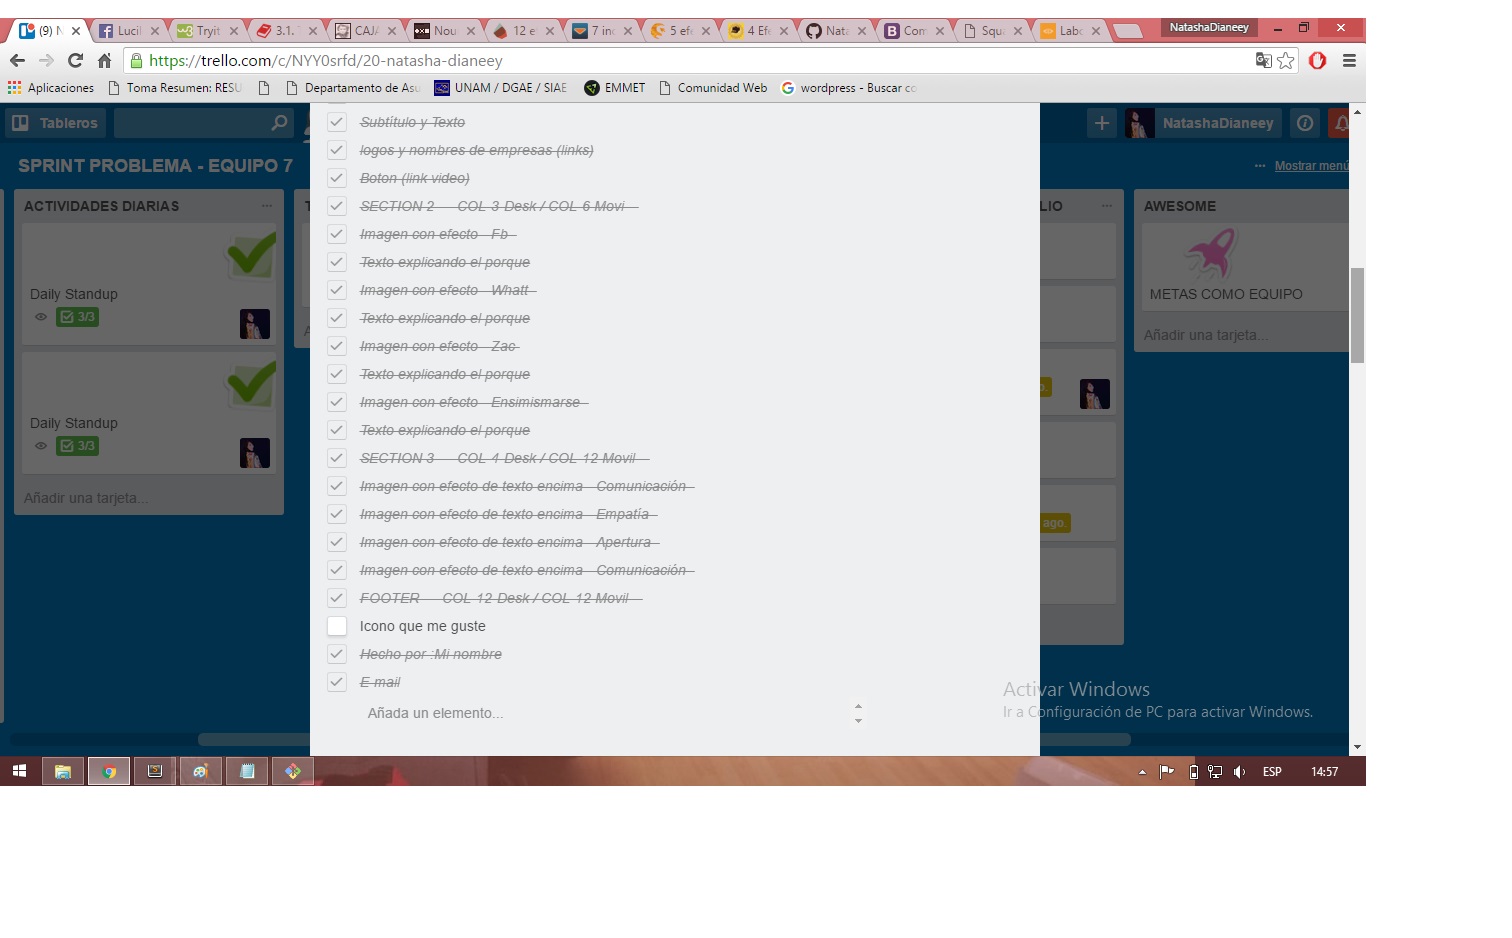 (9) N
Lucil
Tryit
3.1.
CAJA
Nou
12 e
7 in
5 efe
4 Efe
Nata
Com
Squa
Labo
NatashaDianeey
https://trello.com/c/NYY0srfd/20-natasha-dianeey
Aplicaciones
Toma Resumen: RESU
Departamento de Asu
UNAM / DGAE / SIAE
EMMET
Comunidad Web
wordpress - Buscar co
Tableros
NatashaDianeey
SPRINT PROBLEMA - EQUIPO 7
Mostrar menú
ACTIVIDADES DIARIAS
Daily Standup
3/3
Daily Standup
3/3
Añadir una tarjeta...
Subtítulo y Texto
logos y nombres de empresas (links)
Boton (link video)
SECTION 2 COL 3 Desk / COL 6 Movi
Imagen con efecto - Fb
Texto explicando el porque
Imagen con efecto - Whatt
Texto explicando el porque
Imagen con efecto - Zac
Texto explicando el porque
Imagen con efecto - Ensimismarse
Texto explicando el porque
SECTION 3 COL 4 Desk / COL 12 Movil
Imagen con efecto de texto encima - Comunicación
Imagen con efecto de texto encima - Empatía
Imagen con efecto de texto encima - Apertura
Imagen con efecto de texto encima - Comunicación
FOOTER COL 12 Desk / COL 12 Movil
Icono que me guste
Hecho por :Mi nombre
E-mail
Añada un elemento...
LIO
ago.
AWESOME
METAS COMO EQUIPO
Añadir una tarjeta...
Activar Windows
Ir a Configuración de PC para activar Windows.
ESP
14:57